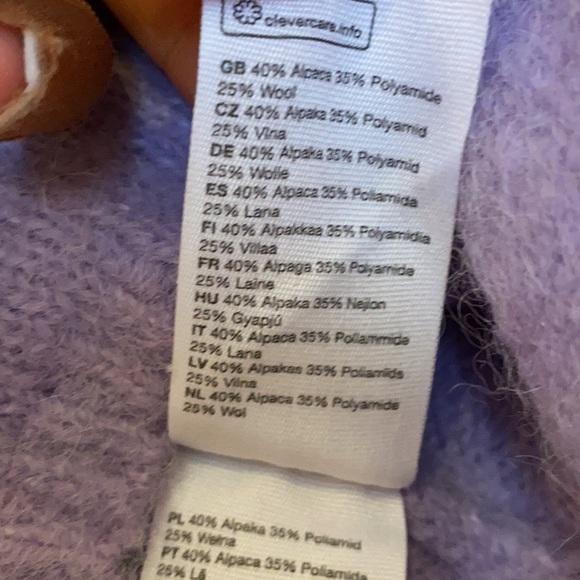 clevercare.info
GB 40% Alpaca 35% Polyamide
25% Wool
CZ 40% Alpaka 35% Polyamid
25% Vlna
DE 40% Alpaka 35% Polyamid
25% Wolle
ES 40% Alpaca 35% Poliamida
25% Lana
FI 40% Alpakkaa 35% Polyamidia
25% Villaa
FR 40% Alpaga 35% Polyamide
25% Laine
HU 40% Alpaka 35% Nejlon
25% Gyapjú
IT 40% Alpaca 35% Poliammide
25% Lana
LV 40% Alpakas 35% Poliamīds
25% Vilna
NL 40% Alpaca 35% Polyamide
25% Wol
PL 40% Alpaka 35% Poliamid
25% Wełna
PT 40% Alpaca 35% Poliamida
25% Lã